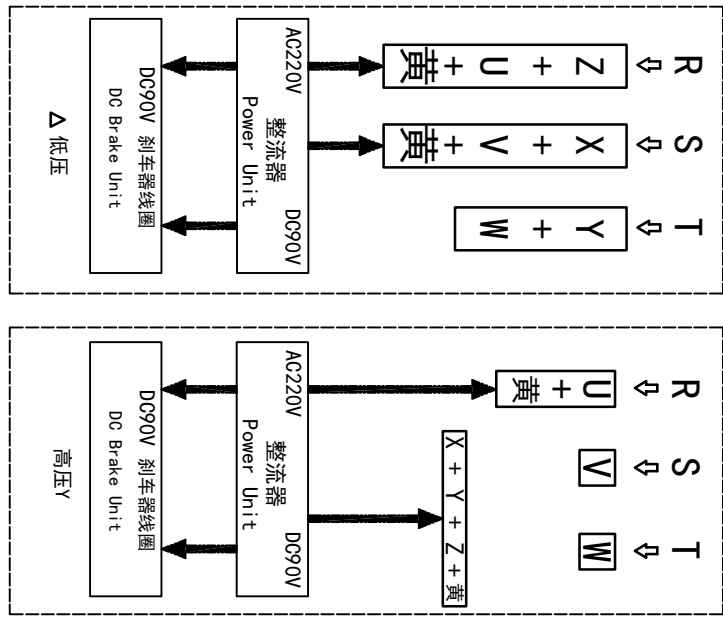 R S T
Z + U + 黄
X + V + 黄
Y + W
AC220V DC90V
整流器
Power Unit
DC90V 刹车器线圈
DC Brake Unit
△ 低压
R S T
U + 黄
V
W
X + Y + Z + 黄
AC220V DC90V
整流器
Power Unit
DC90V 刹车器线圈
DC Brake Unit
高压Y